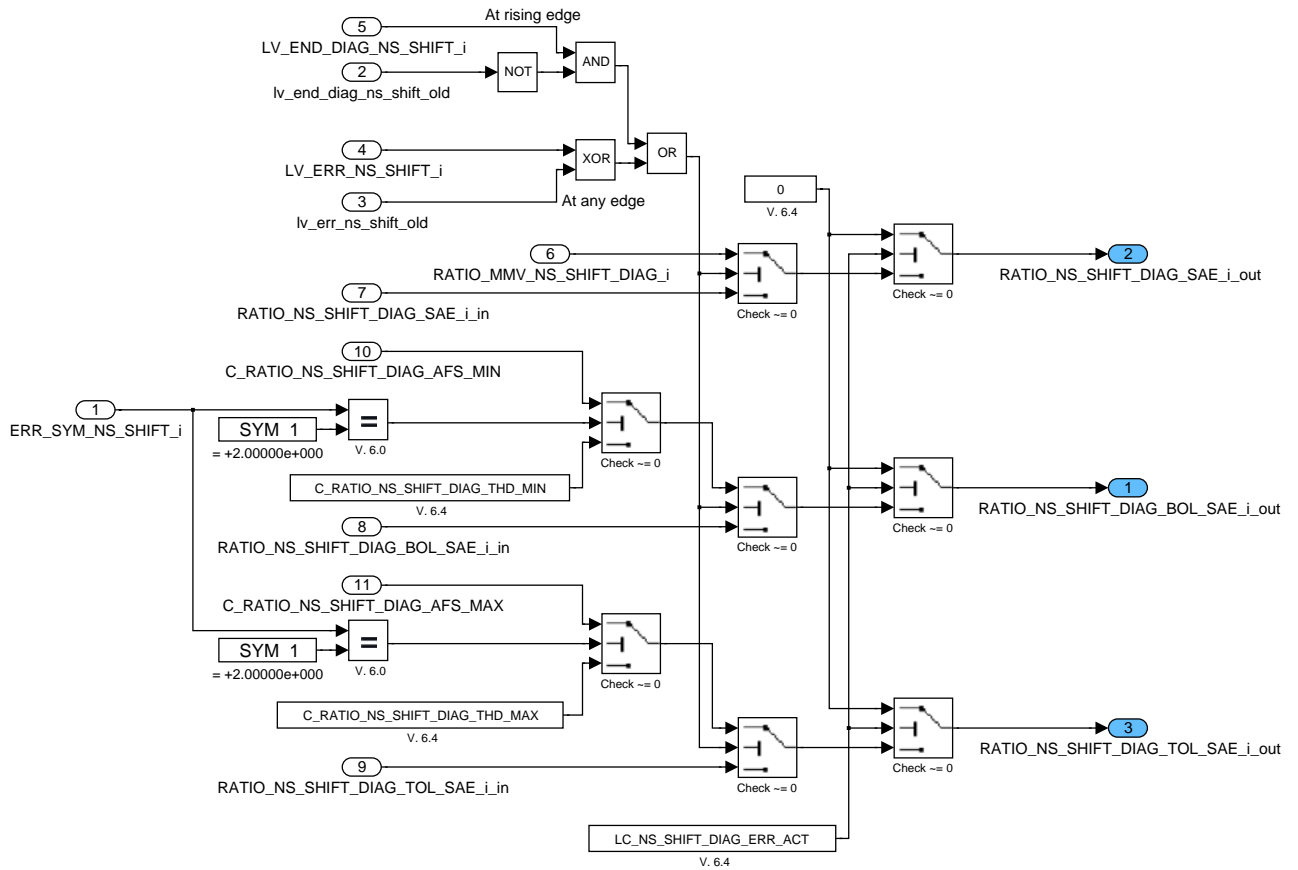 At rising edge
5
LV_END_DIAG_NS_SHIFT_i
AND
2
NOT
lv_end_diag_ns_shift_old
4
OR
XOR
LV_ERR_NS_SHIFT_i
0
3
At any edge
V. 6.4
lv_err_ns_shift_old
6
2
RATIO_MMV_NS_SHIFT_DIAG_i
RATIO_NS_SHIFT_DIAG_SAE_i_out
7
Check ~= 0
RATIO_NS_SHIFT_DIAG_SAE_i_in
Check ~= 0
10
C_RATIO_NS_SHIFT_DIAG_AFS_MIN
1
=
ERR_SYM_NS_SHIFT_i
SYM_1
V. 6.0
= +2.00000e+000
Check ~= 0
C_RATIO_NS_SHIFT_DIAG_THD_MIN
1
V. 6.4
RATIO_NS_SHIFT_DIAG_BOL_SAE_i_out
8
Check ~= 0
RATIO_NS_SHIFT_DIAG_BOL_SAE_i_in
Check ~= 0
11
C_RATIO_NS_SHIFT_DIAG_AFS_MAX
=
SYM_1
V. 6.0
= +2.00000e+000
Check ~= 0
C_RATIO_NS_SHIFT_DIAG_THD_MAX
3
V. 6.4
RATIO_NS_SHIFT_DIAG_TOL_SAE_i_out
9
Check ~= 0
RATIO_NS_SHIFT_DIAG_TOL_SAE_i_in
Check ~= 0
LC_NS_SHIFT_DIAG_ERR_ACT
V. 6.4